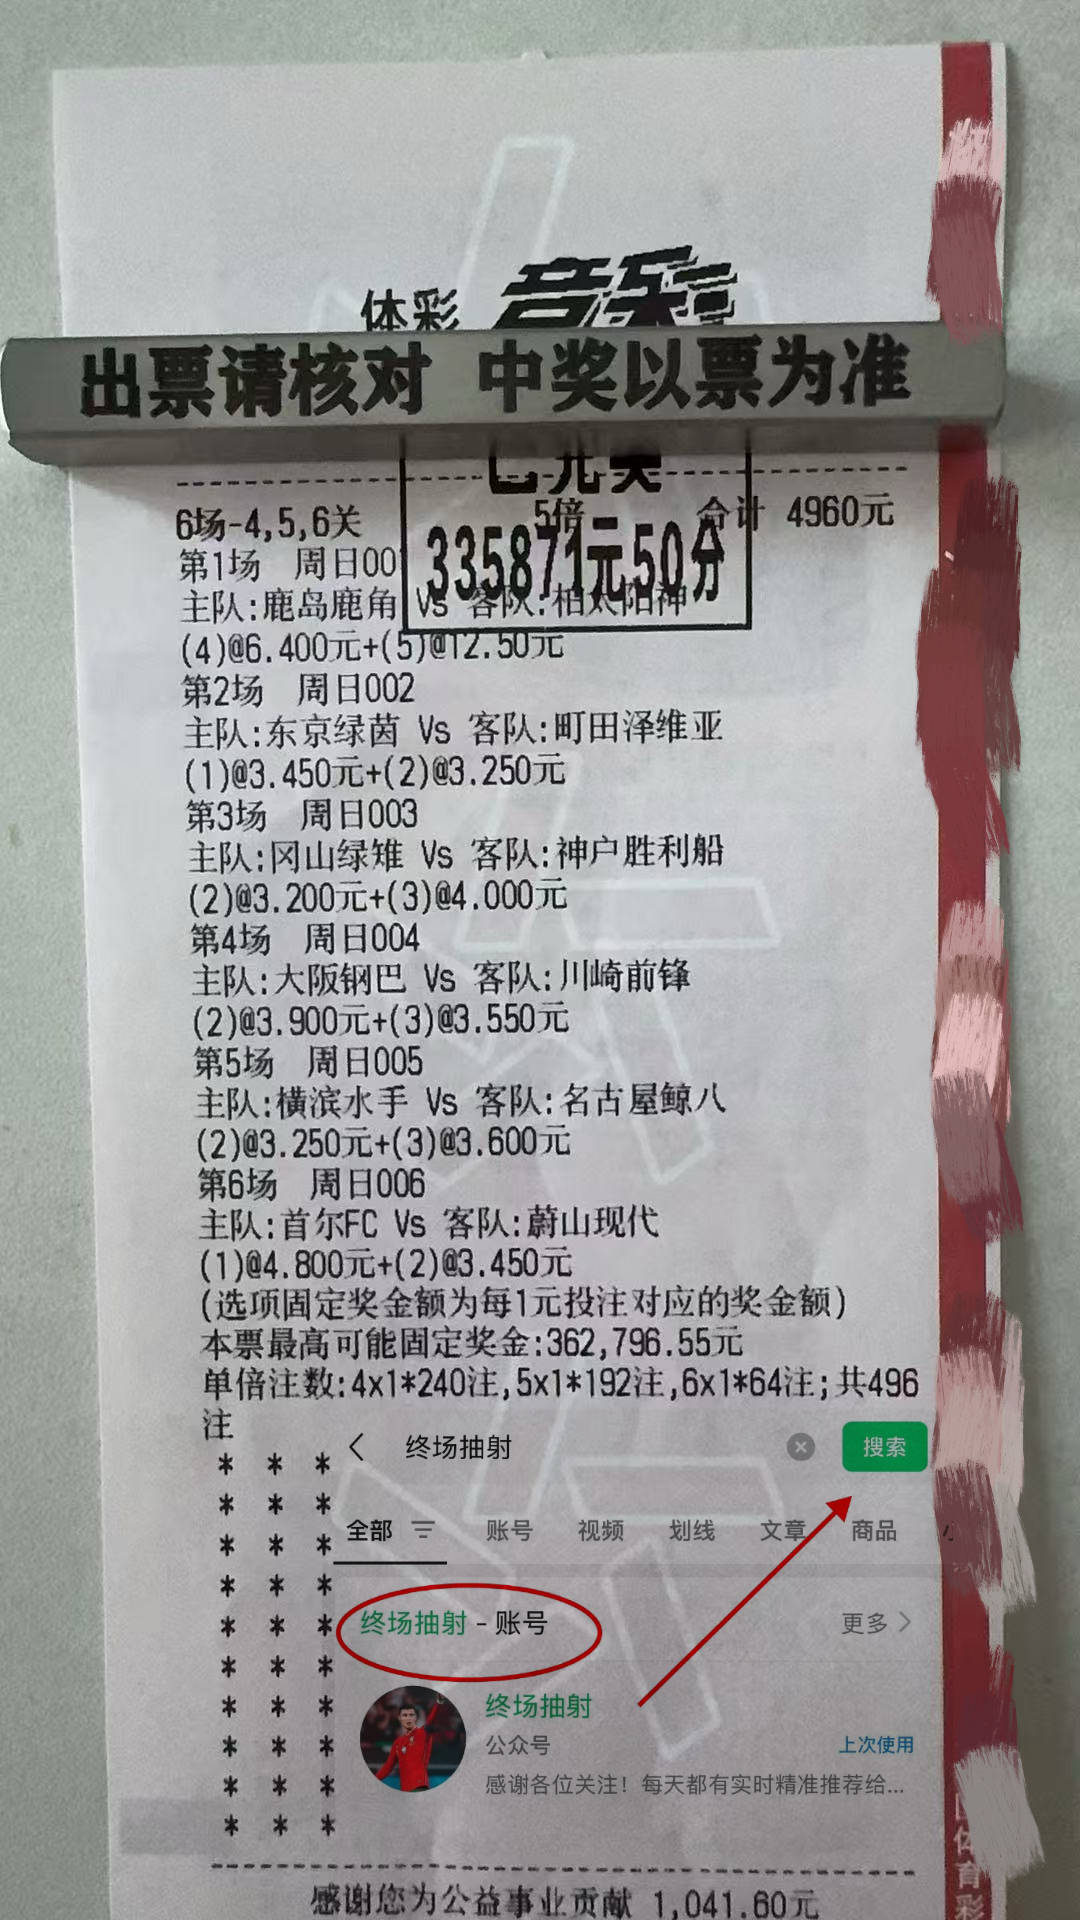 体彩 竞彩
出票请核对 中奖以票为准
已兑奖
335871元50分
6场-4,5,6关 5倍 合计 4960元
第1场 周日00
主队:鹿岛鹿角 Vs 客队:柏太阳神
(4)@6.400元+(5)@12.50元
第2场 周日002
主队:东京绿茵 Vs 客队:町田泽维亚
(1)@3.450元+(2)@3.250元
第3场 周日003
主队:冈山绿雉 Vs 客队:神户胜利船
(2)@3.200元+(3)@4.000元
第4场 周日004
主队:大阪钢巴 Vs 客队:川崎前锋
(2)@3.900元+(3)@3.550元
第5场 周日005
主队:横滨水手 Vs 客队:名古屋鲸八
(2)@3.250元+(3)@3.600元
第6场 周日006
主队:首尔FC Vs 客队:蔚山现代
(1)@4.800元+(2)@3.450元
(选项固定奖金额为每1元投注对应的奖金额)
本票最高可能固定奖金:362,796.55元
单倍注数:4x1*240注,5x1*192注,6x1*64注;共496
注
* * *
* * *
* * *
* * *
* * *
* * *
* * *
* * *
* * *
* * *
终场抽射 搜索
全部 账号 视频 划线 文章 商品
终场抽射 - 账号 更多
终场抽射
公众号 上次使用
感谢各位关注！每天都有实时精准推荐给...
感谢您为公益事业贡献 1,041.60元
体育彩